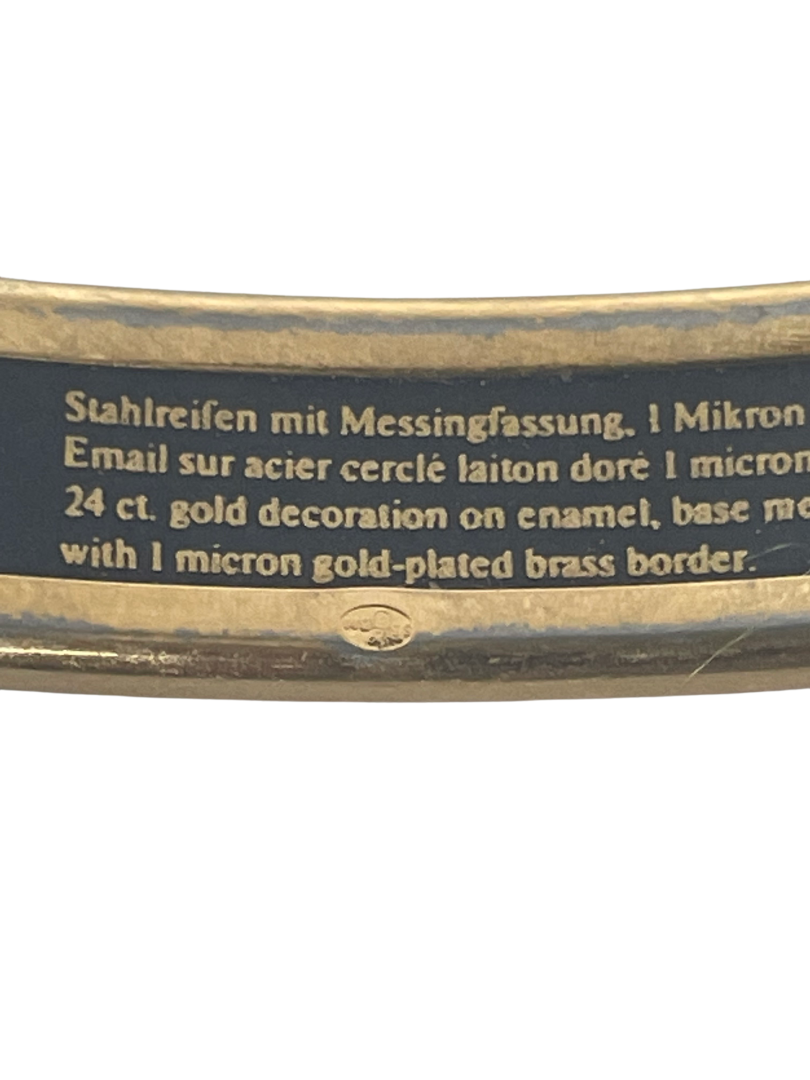 Stahlreifen mit Messingfassung. 1 Mikron
Email sur acier cerclé laiton doré 1 micron
24 ct. gold decoration on enamel, base me
with 1 micron gold-plated brass border.